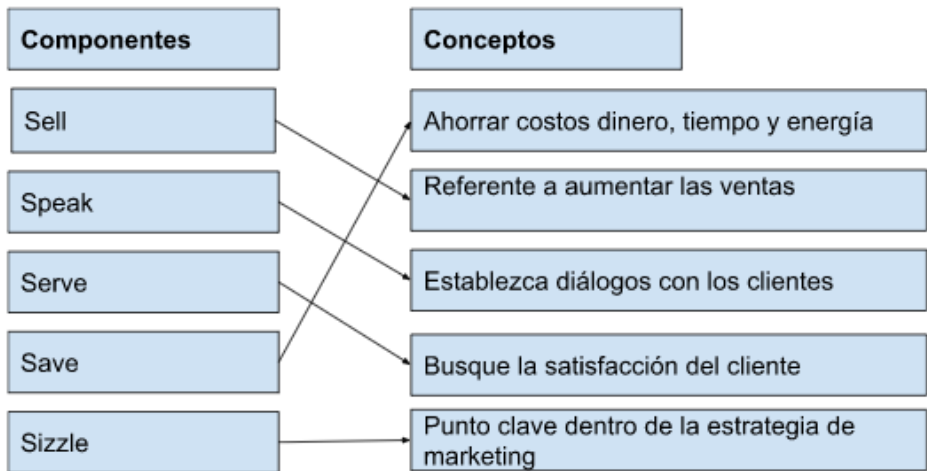 Componentes
Conceptos
Sell
Ahorrar costos dinero, tiempo y energía
Speak
Referente a aumentar las ventas
Serve
Establezca diálogos con los clientes
Save
Busque la satisfacción del cliente
Sizzle
Punto clave dentro de la estrategia de
marketing